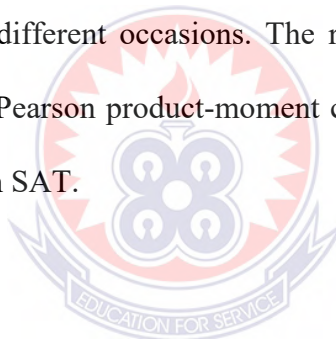 different occasions. The
Pearson product-moment
SAT.
EDUCATION FOR SERVICE